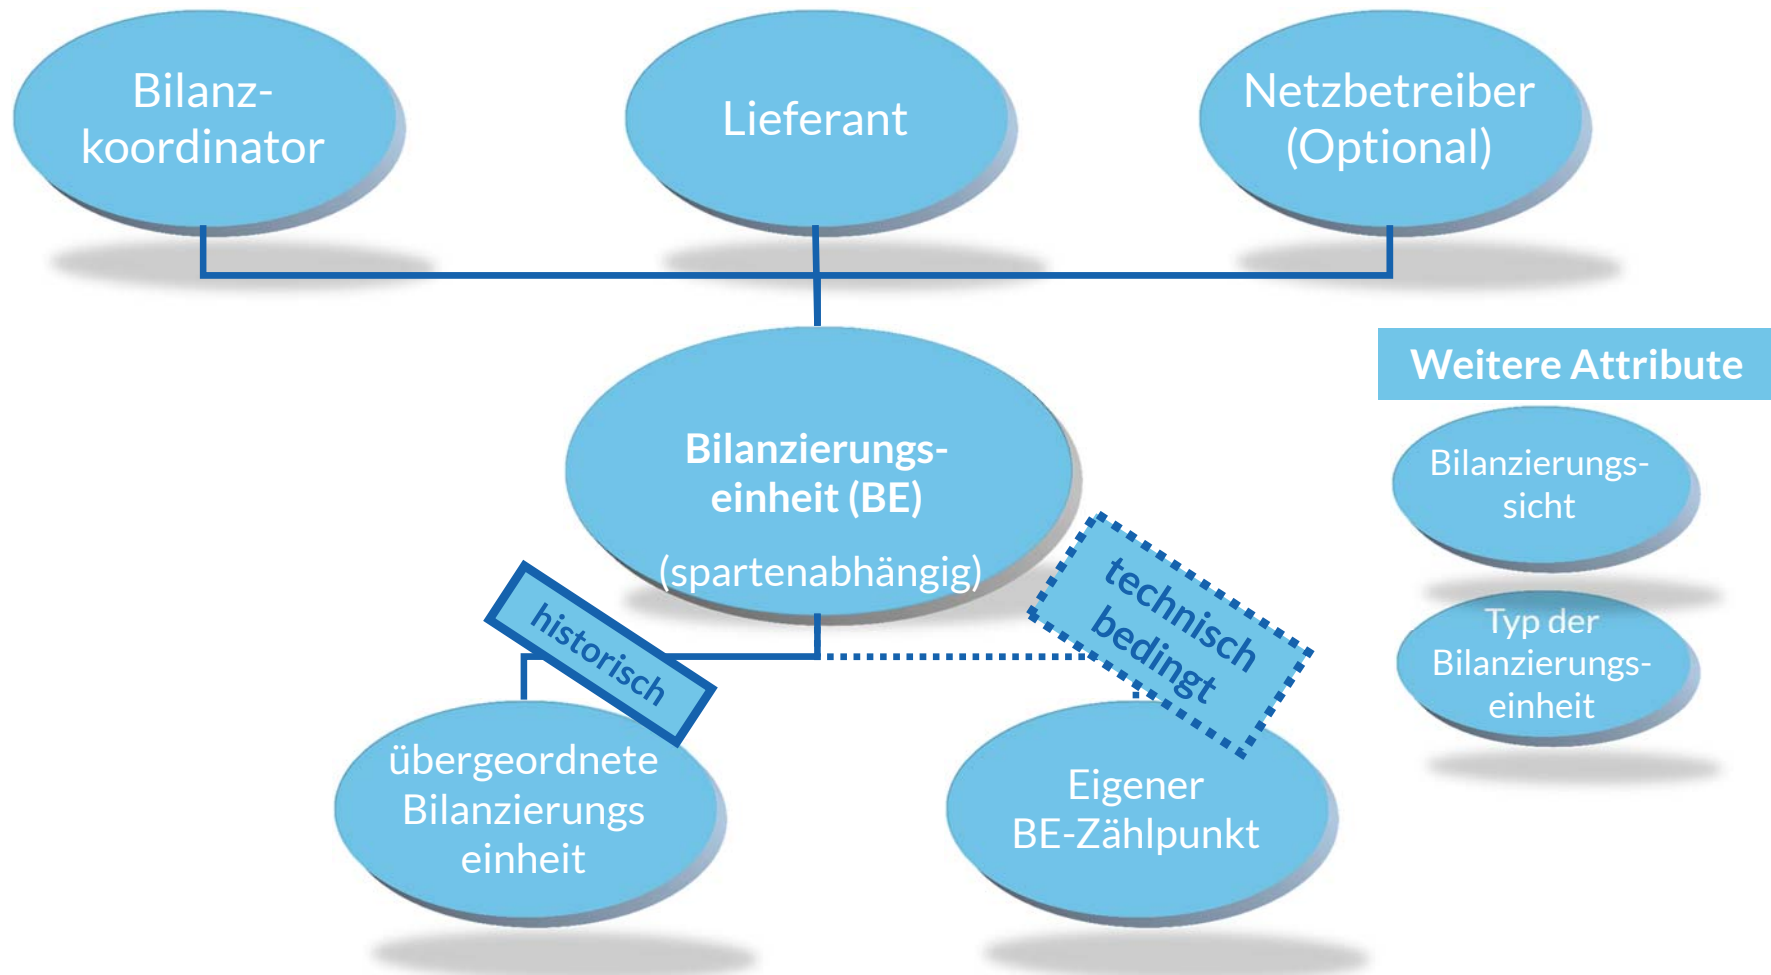 Bilanz-
koordinator
Lieferant
Netzbetreiber
(Optional)
Bilanzierungs-
einheit (BE)
(spartenabhängig)
Weitere Attribute
Bilanzierungs-
sicht
Typ der
Bilanzierungs-
einheit
historisch
technisch
bedingt
übergeordnete
Bilanzierungs
einheit
Eigener
BE-Zählpunkt